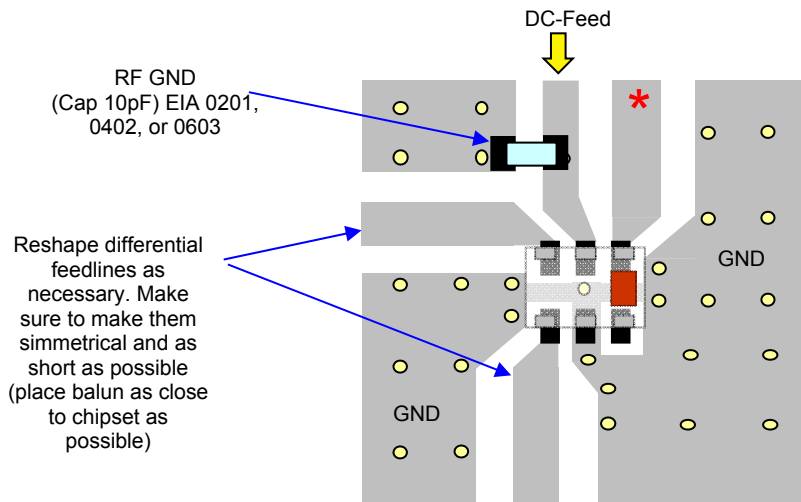 DC-Feed
RF GND
(Cap 10pF) EIA 0201,
0402, or 0603
*
Reshape differential
feedlines as
necessary. Make
sure to make them
simmetrical and as
short as possible
(place balun as close
to chipset as
possible)
GND
GND